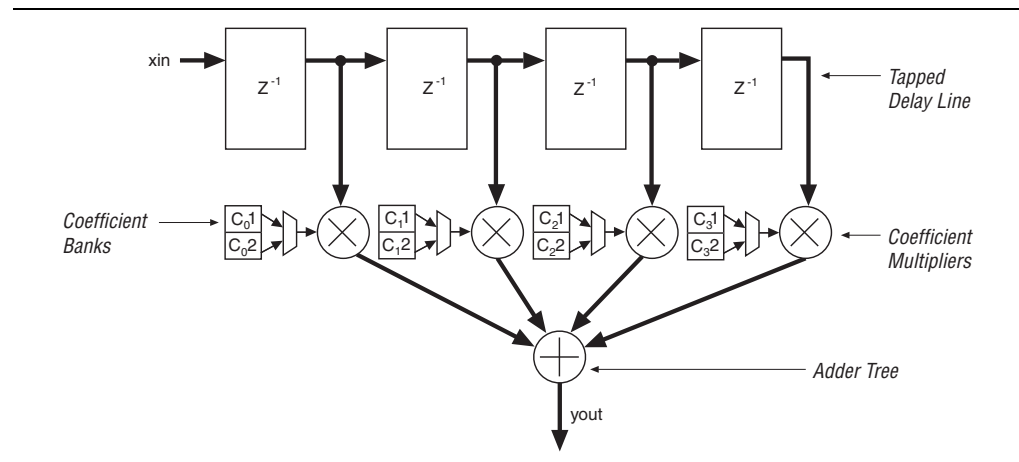 xin
Z⁻¹
Z⁻¹
Z⁻¹
Z⁻¹
Tapped
Delay Line
Coefficient
Banks
C₀1
C₀2
C₁1
C₁2
C₂1
C₂2
C₃1
C₃2
Coefficient
Multipliers
Adder Tree
yout